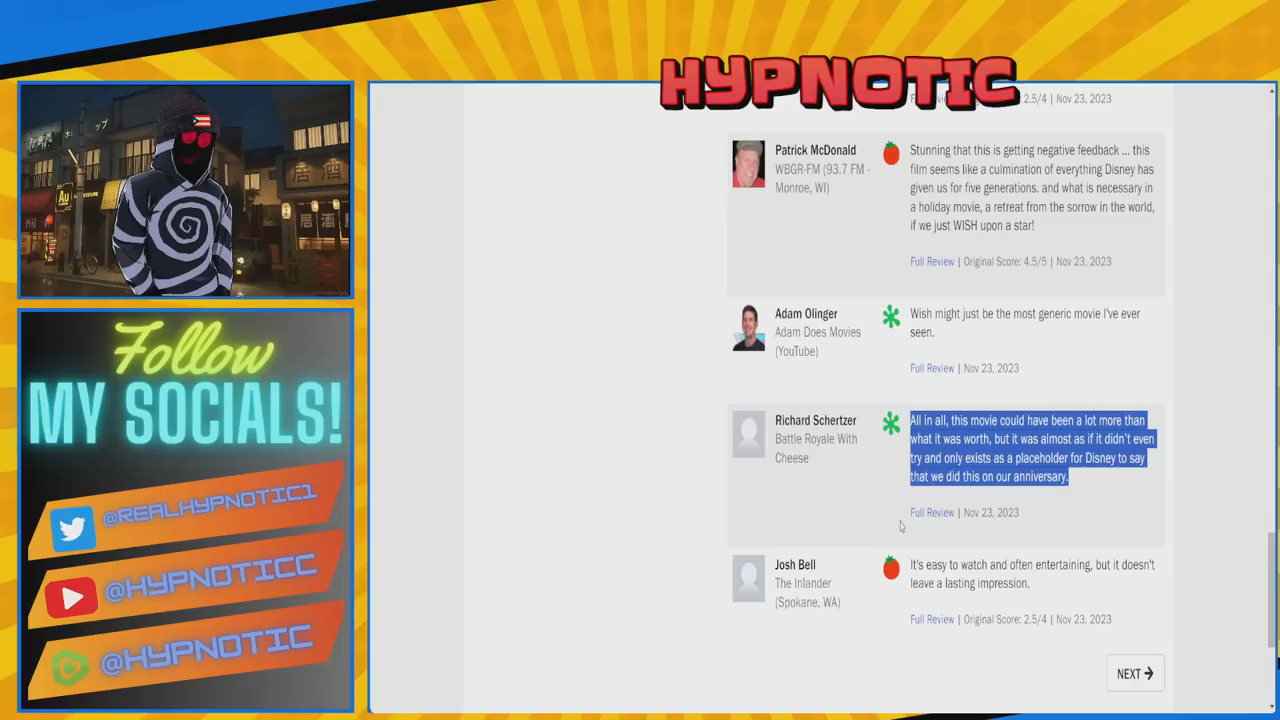 HYPNOTIC
2.5/4 | Nov 23, 2023
Patrick McDonald
WBGR-FM (93.7 FM -
Monroe, WI)
Stunning that this is getting negative feedback ... this
film seems like a culmination of everything Disney has
given us for five generations. and what is necessary in
a holiday movie, a retreat from the sorrow in the world,
if we just WISH upon a star!
Full Review | Original Score: 4.5/5 | Nov 23, 2023
Adam Olinger
Adam Does Movies
(YouTube)
Wish might just be the most generic movie I've ever
seen.
Full Review | Nov 23, 2023
Richard Schertzer
Battle Royale With
Cheese
All in all, this movie could have been a lot more than
what it was worth, but it was almost as if it didn't even
try and only exists as a placeholder for Disney to say
that we did this on our anniversary.
Full Review | Nov 23, 2023
Josh Bell
The Inlander
(Spokane, WA)
It's easy to watch and often entertaining, but it doesn't
leave a lasting impression.
Full Review | Original Score: 2.5/4 | Nov 23, 2023
NEXT
Au
Follow
MY SOCIALS!
@REALHYPNOTIC1
@HYPNOTICC
@HYPNOTIC